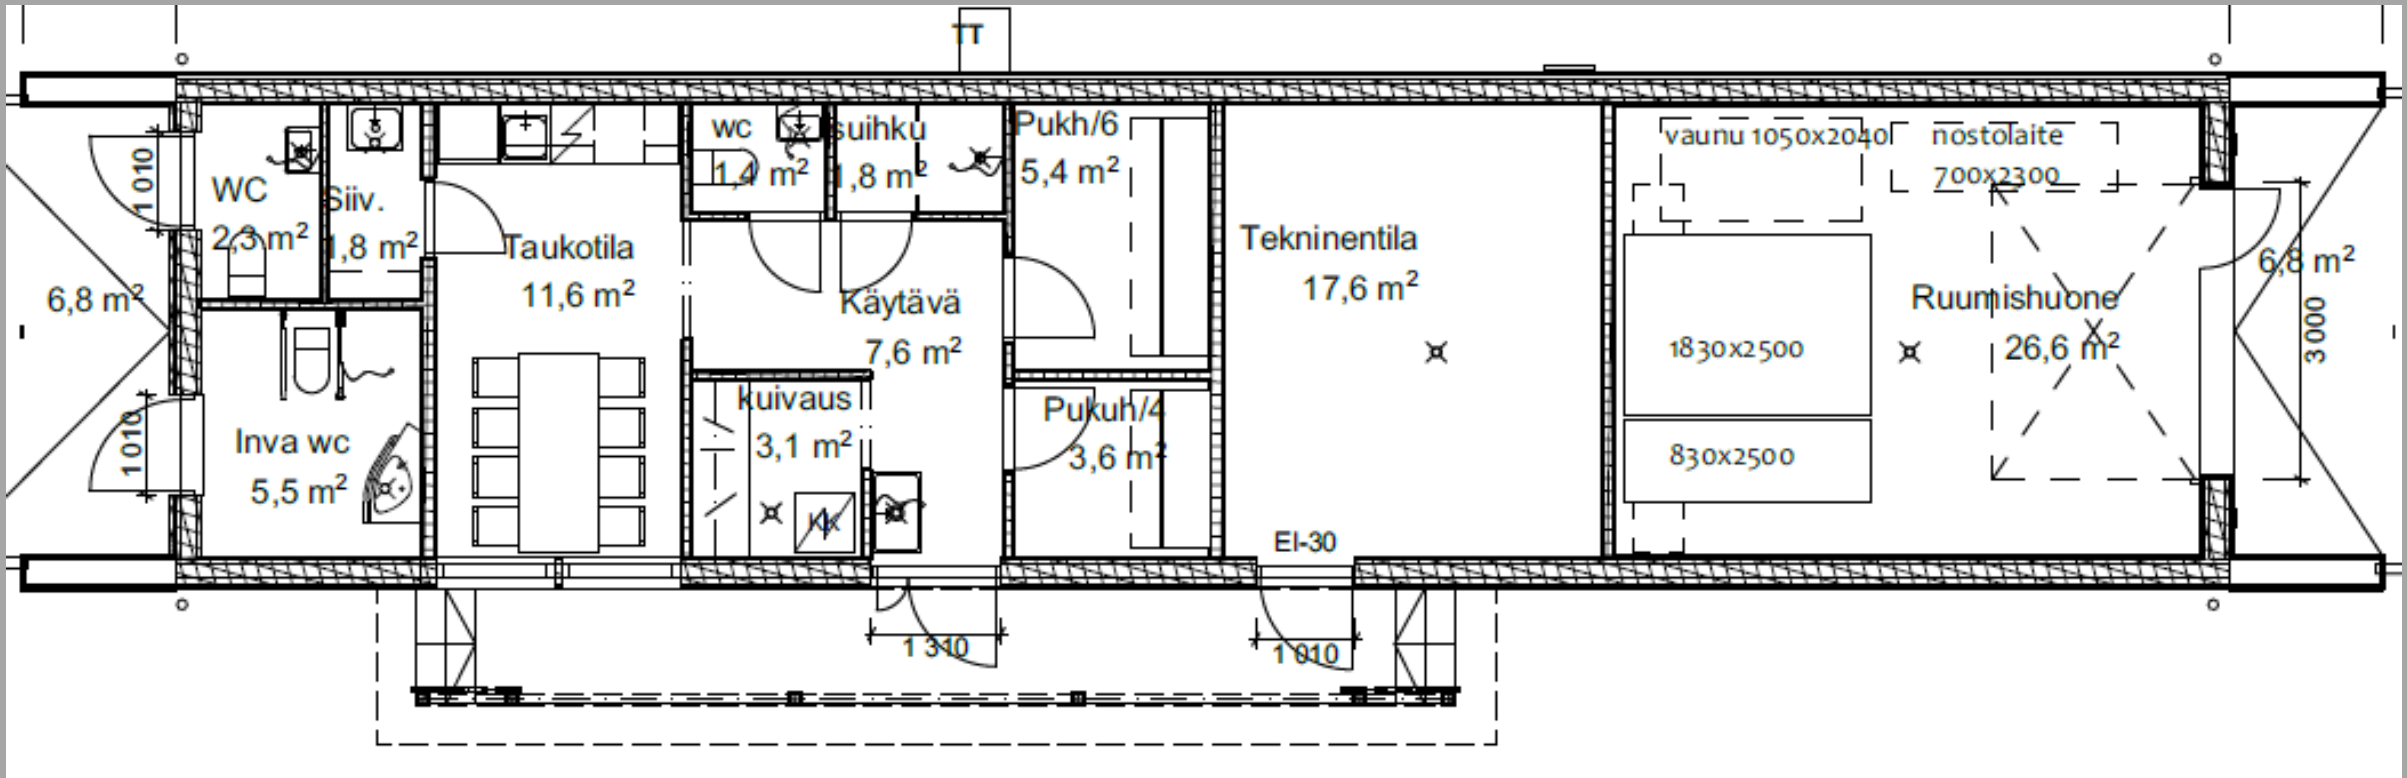 TT
1 010
WC
2,3 m²
Siiv.
1,8 m²
Taukotila
11,6 m²
wc
1,4 m²
suihku
1,8 m²
Pukh/6
5,4 m²
Tekninentila
17,6 m²
vaunu 1050x2040
nostolaite
700x2300
Ruumishuone
26,6 m²
6,8 m²
3 000
6,8 m²
Käytävä
7,6 m²
1830x2500
830x2500
1 010
Inva wc
5,5 m²
kuivaus
3,1 m²
KK
Pukuh/4
3,6 m²
EI-30
1 310
1 010